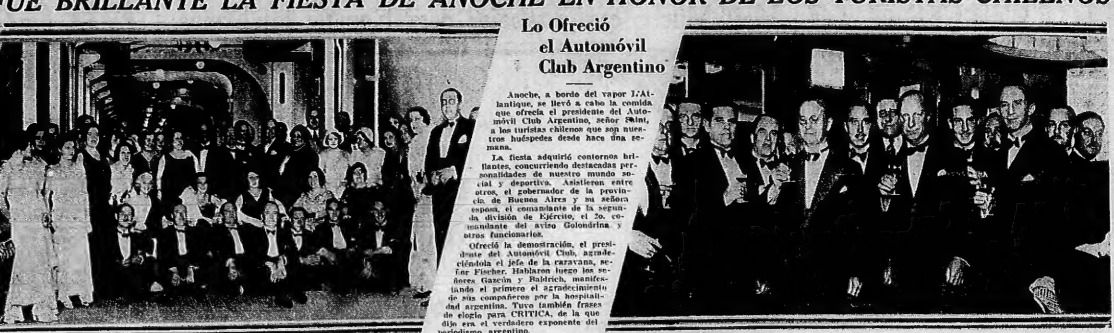 FUE BRILLANTE LA FIESTA DE ANOCHE EN HONOR DE LOS TURISTAS CHILENOS
Lo Ofreció
el Automóvil
Club Argentino
Anoche, a bordo del vapor L'At-
lantique, se llevó a cabo la comida
que ofrecía el presidente del Auto-
móvil Club Argentino, señor
a los turistas chilenos que son nues-
tros huéspedes desde hace una se-
mana.
La fiesta adquirió contornos bri-
llantes, concurriendo destacadas per-
sonalidades de nuestro mundo so-
cial y deportivo. Asistieron entre
otros, el gobernador de la provin-
cia de Buenos Aires y su señora
esposa, el comandante de la segun-
da división de Ejército, el 2o. co-
mandante del aviso Golondrina y
otros funcionarios.
Ofreció la demostración, el presi-
dente del Automóvil Club, agrade-
ciéndola el jefe de la caravana, se-
ñor Fischer. Hablaron luego los se-
ñores Gascón y Baldrich, manifes-
tando el primero el agradecimiento
de sus compañeros por la hospitali-
dad argentina. Tuvo también frases
de elogio para CRITICA, de la que
dijo era el verdadero exponente del
periodismo argentino.